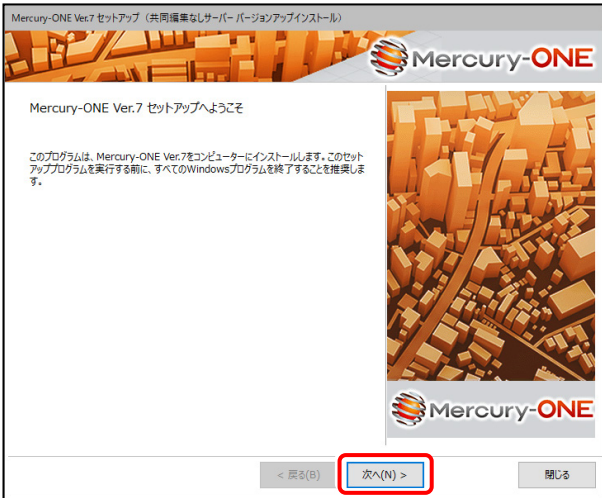 Mercury-ONE Ver.7 セットアップ（共同編集なしサーバー バージョンアップインストール）
Mercury-ONE
Mercury-ONE Ver.7 セットアップへようこそ
このプログラムは、Mercury-ONE Ver.7をコンピューターにインストールします。このセット
アッププログラムを実行する前に、すべてのWindowsプログラムを終了することを推奨しま
す。
Mercury-ONE
< 戻る(B)
次へ(N) >
閉じる